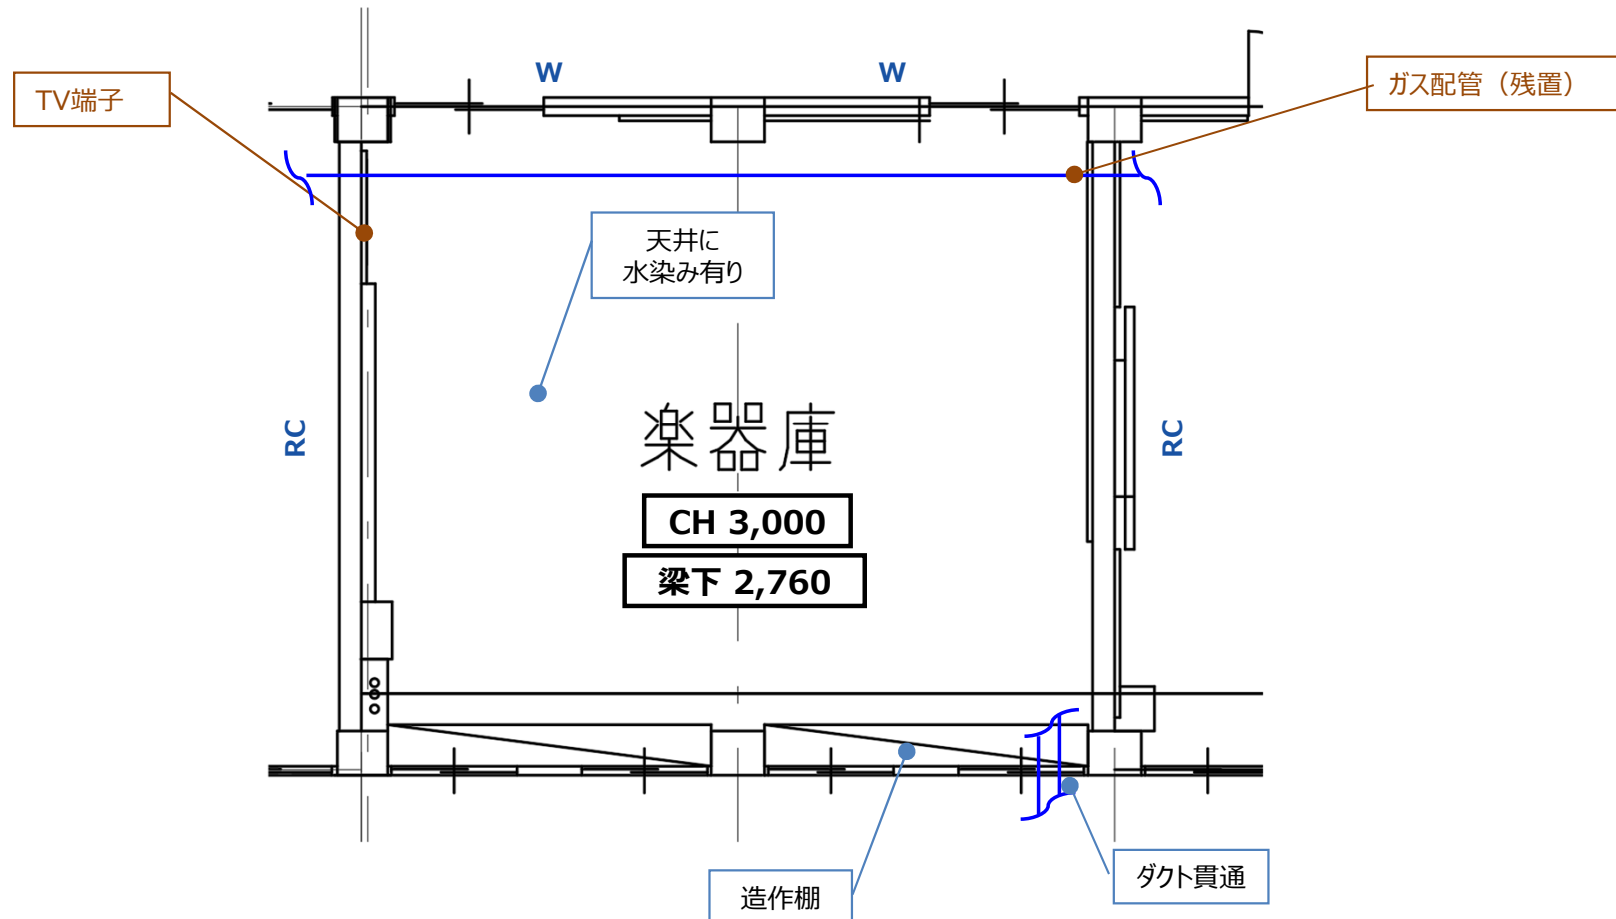 W
W
TV端子
ガス配管（残置）
天井に
水染み有り
RC
RC
楽器庫
CH 3,000
梁下 2,760
造作棚
ダクト貫通